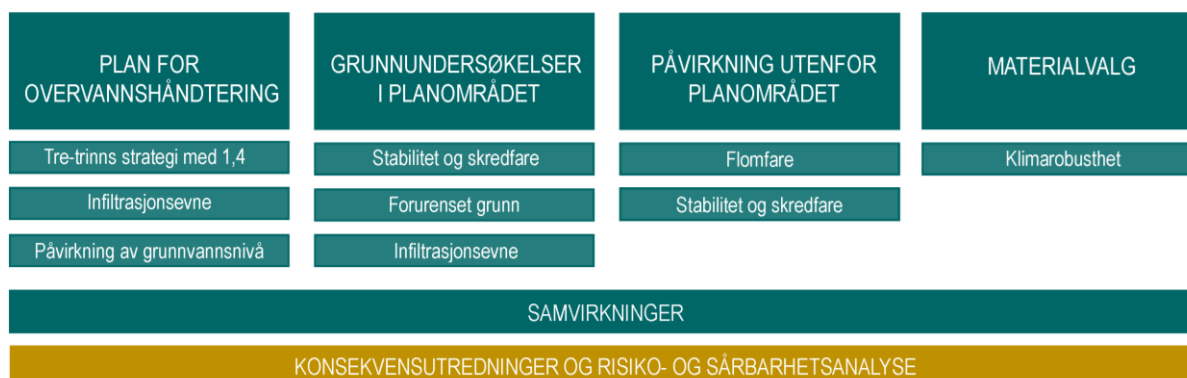 PLAN FOR
OVERVANNSHÅNDTERING
Tre-trinns strategi med 1,4
Infiltrasjonsevne
Påvirkning av grunnvannsnivå
GRUNNUNDERSØKELSER
I PLANOMRÅDET
Stabilitet og skredfare
Forurenset grunn
Infiltrasjonsevne
PÅVIRKNING UTENFOR
PLANOMRÅDET
Flomfare
Stabilitet og skredfare
MATERIALVALG
Klimarobusthet
SAMVIRKNINGER
KONSEKVENSUTREDNINGER OG RISIKO- OG SÅRBARHETSANALYSE